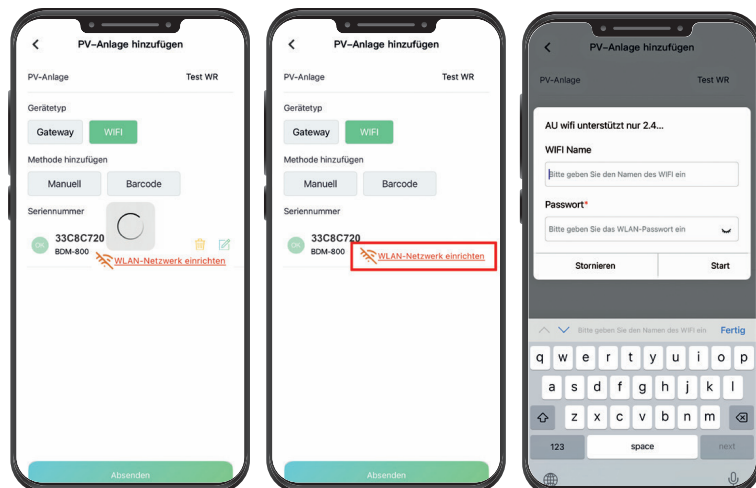 PV-Anlage hinzufügen
PV-Anlage Test WR
Gerätetyp
Gateway WIFI
Methode hinzufügen
Manuell Barcode
Seriennummer
OK 33C8C720
BDM-800 WLAN-Netzwerk einrichten
Absenden
PV-Anlage hinzufügen
PV-Anlage Test WR
Gerätetyp
Gateway WIFI
Methode hinzufügen
Manuell Barcode
Seriennummer
OK 33C8C720
BDM-800 WLAN-Netzwerk einrichten
Absenden
PV-Anlage hinzufügen
PV-Anlage Test WR
AU wifi unterstützt nur 2.4...
WIFI Name
Bitte geben Sie den Namen des WIFI ein
Passwort*
Bitte geben Sie das WLAN-Passwort ein
Stornieren Start
Bitte geben Sie den Namen des WIFI ein Fertig
q w e r t y u i o p
a s d f g h j k l
z x c v b n m
123 space next